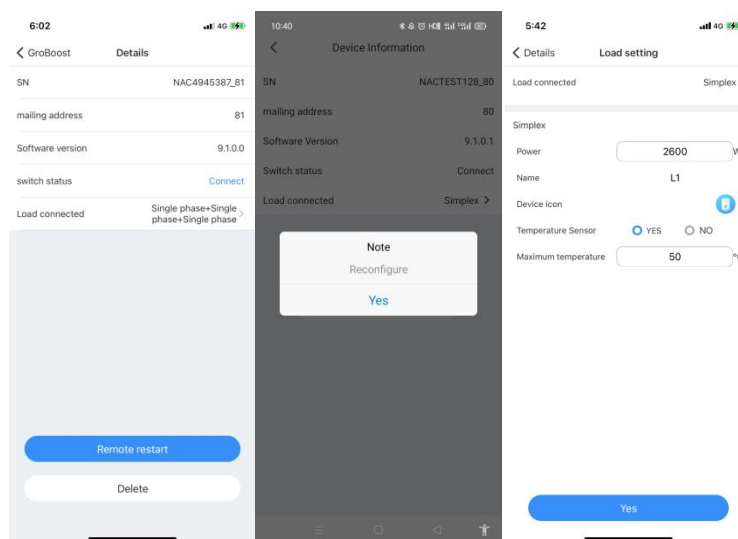 6:02
4G
GroBoost
Details
SN NAC4945387_81
mailing address 81
Software version 9.1.0.0
switch status Connect
Load connected Single phase+Single phase+Single phase
Remote restart
Delete
10:40
Device Information
SN NACTEST128_80
mailing address 80
Software Version 9.1.0.1
Switch status Connect
Load connected Simplex
Note
Reconfigure
Yes
5:42
4G
Details
Load setting
Load connected Simplex
Simplex
Power 2600
Name L1
Device icon
Temperature Sensor YES NO
Maximum temperature 50
Yes